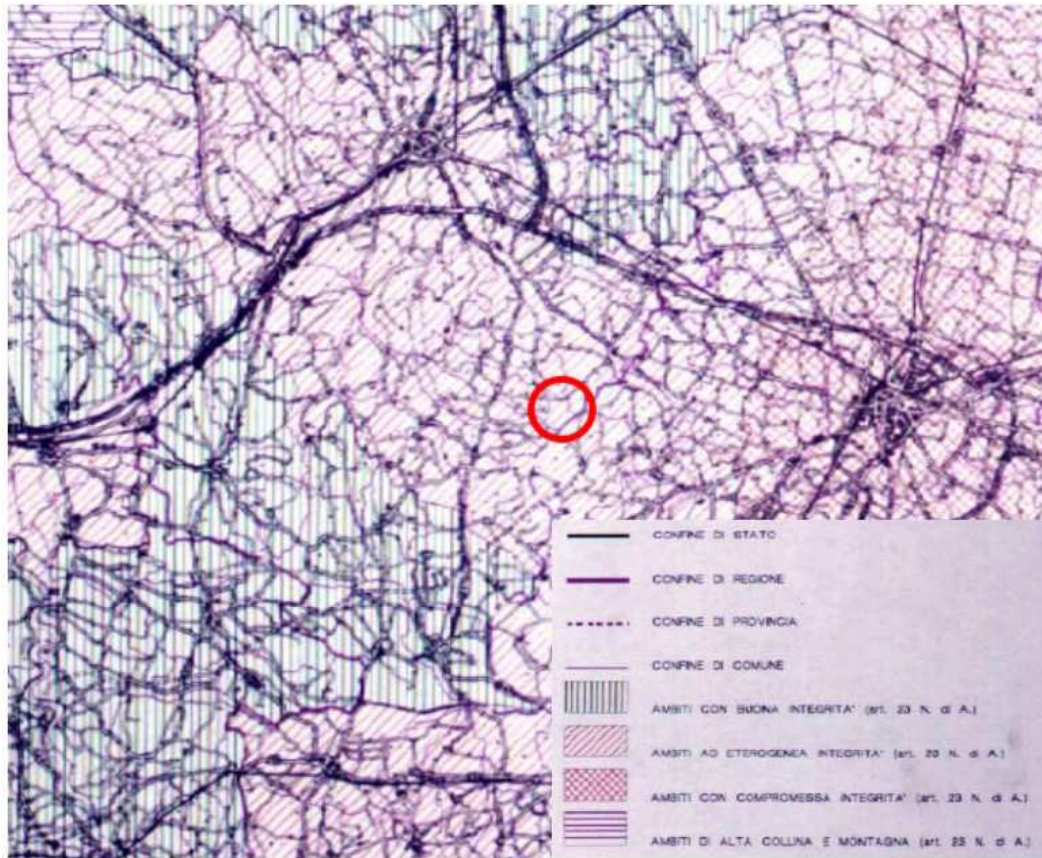 CONFINE DI STATO
CONFINE DI REGIONE
CONFINE DI PROVINCIA
CONFINE DI COMUNE
AMBITI CON BUONA INTEGRITA' (art. 23 N. di A.)
AMBITI AD ETEROGENEA INTEGRITA' (art. 23 N. di A.)
AMBITI CON COMPROMESSA INTEGRITA' (art. 23 N. di A.)
AMBITI DI ALTA COLLINA E MONTAGNA (art. 23 N. di A.)